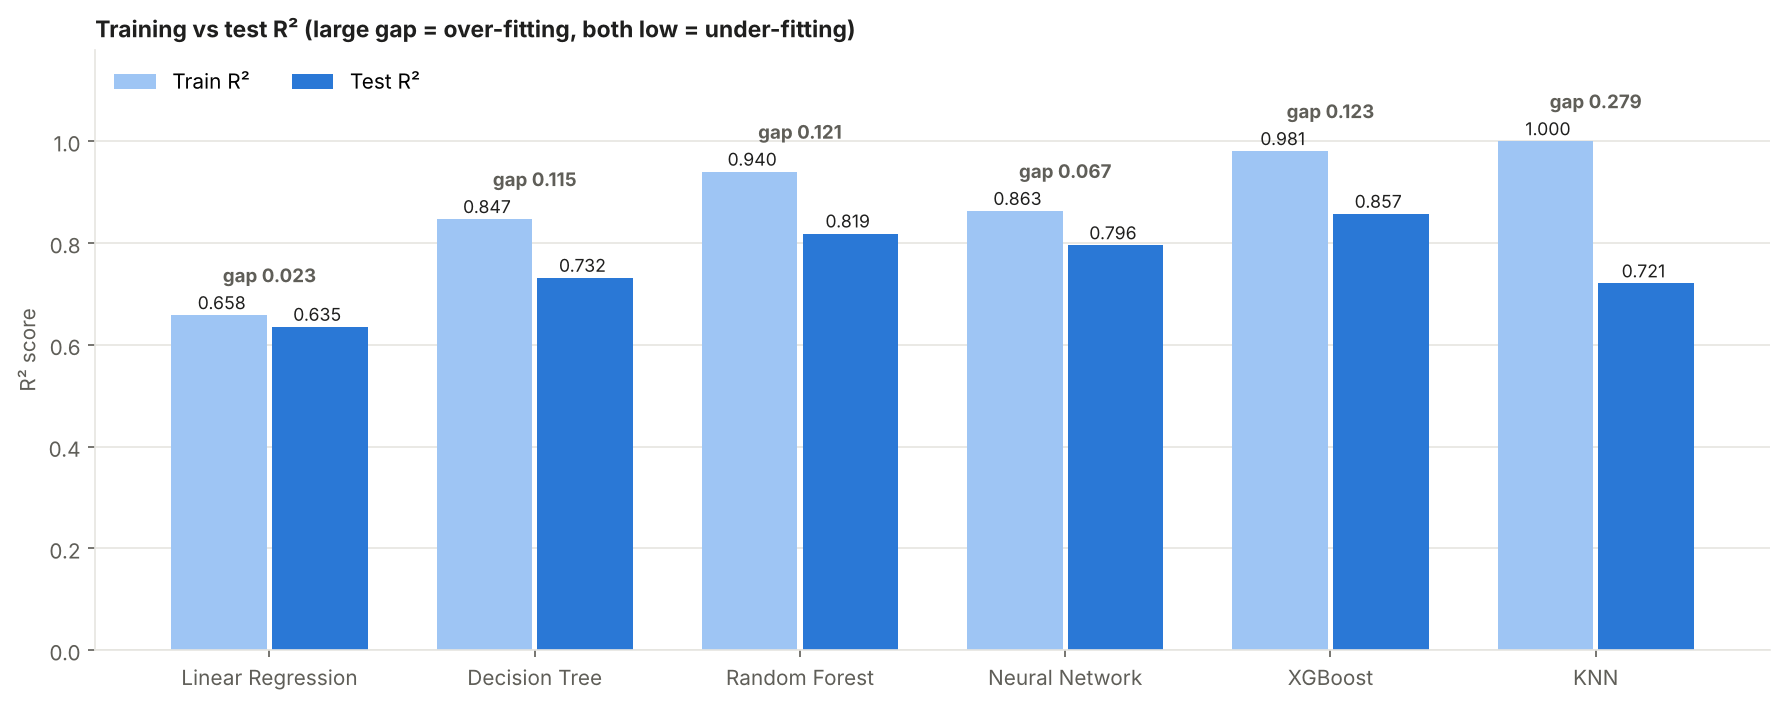 Training vs test R² (large gap = over-fitting, both low = under-fitting)
Train R² Test R²
R² score
1.0
0.8
0.6
0.4
0.2
0.0
gap 0.023
0.658 0.635
gap 0.115
0.847 0.732
gap 0.121
0.940 0.819
gap 0.067
0.863 0.796
gap 0.123
0.981 0.857
gap 0.279
1.000 0.721
Linear Regression Decision Tree Random Forest Neural Network XGBoost KNN